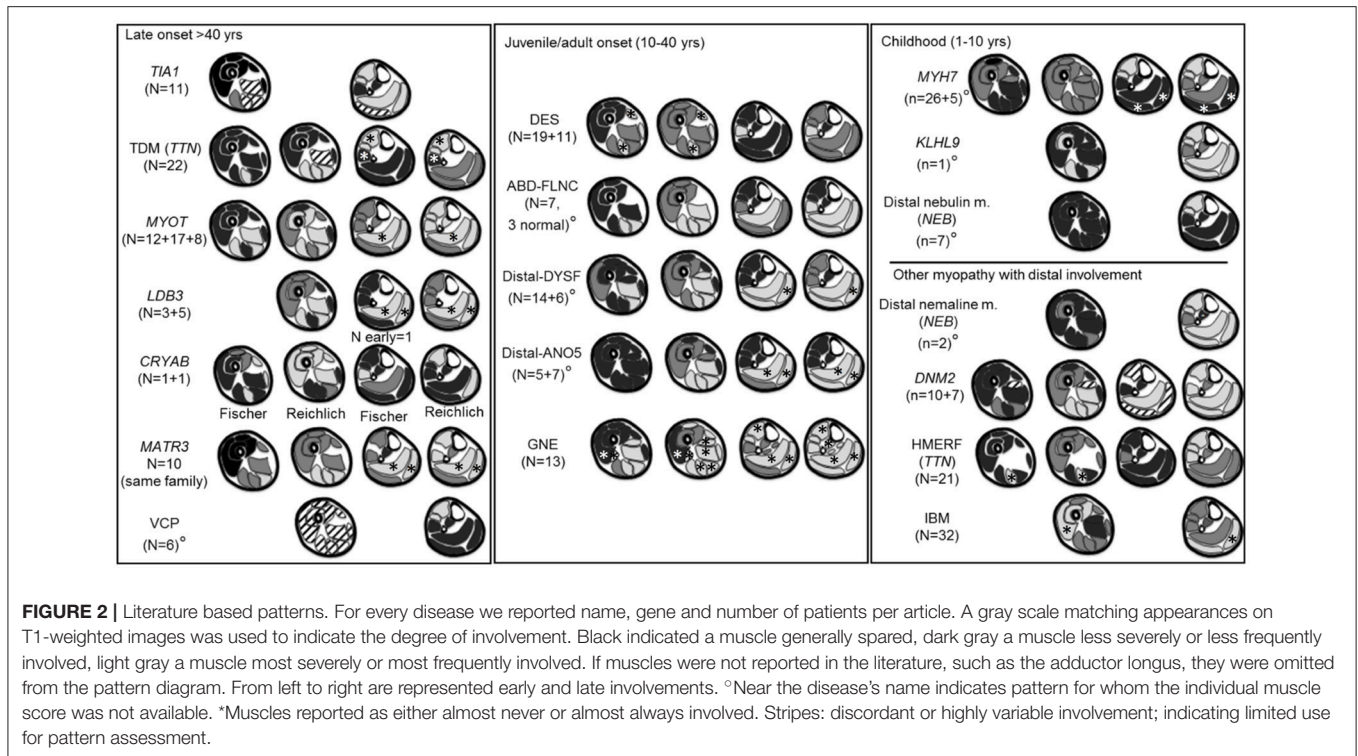 Late onset >40 yrs
TIA1
(N=11)
TDM (TTN)
(N=22)
MYOT
(N=12+17+8)
LDB3
(N=3+5)
N early=1
CRYAB
(N=1+1)
Fischer
Reichlich
Fischer
Reichlich
MATR3
N=10
(same family)
VCP
(N=6)°
Juvenile/adult onset (10-40 yrs)
DES
(N=19+11)
ABD-FLNC
(N=7,
3 normal)°
Distal-DYSF
(N=14+6)°
Distal-ANO5
(N=5+7)°
GNE
(N=13)
Childhood (1-10 yrs)
MYH7
(n=26+5)°
KLHL9
(n=1)°
Distal nebulin m.
(NEB)
(n=7)°
Other myopathy with distal involvement
Distal nemaline m.
(NEB)
(n=2)°
DNM2
(n=10+7)
HMERF
(TTN)
(N=21)
IBM
(N=32)
FIGURE 2 | Literature based patterns. For every disease we reported name, gene and number of patients per article. A gray scale matching appearances on
T1-weighted images was used to indicate the degree of involvement. Black indicated a muscle generally spared, dark gray a muscle less severely or less frequently
involved, light gray a muscle most severely or most frequently involved. If muscles were not reported in the literature, such as the adductor longus, they were omitted
from the pattern diagram. From left to right are represented early and late involvements. °Near the disease's name indicates pattern for whom the individual muscle
score was not available. *Muscles reported as either almost never or almost always involved. Stripes: discordant or highly variable involvement; indicating limited use
for pattern assessment.